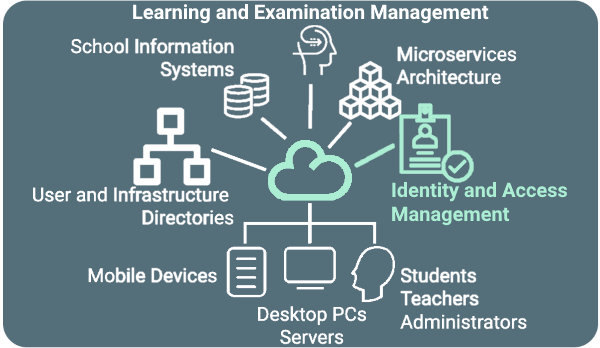 Learning and Examination Management
School Information
Systems
Microservices
Architecture
User and Infrastructure
Directories
Identity and Access
Management
Mobile Devices
Desktop PCs
Servers
Students
Teachers
Administrators